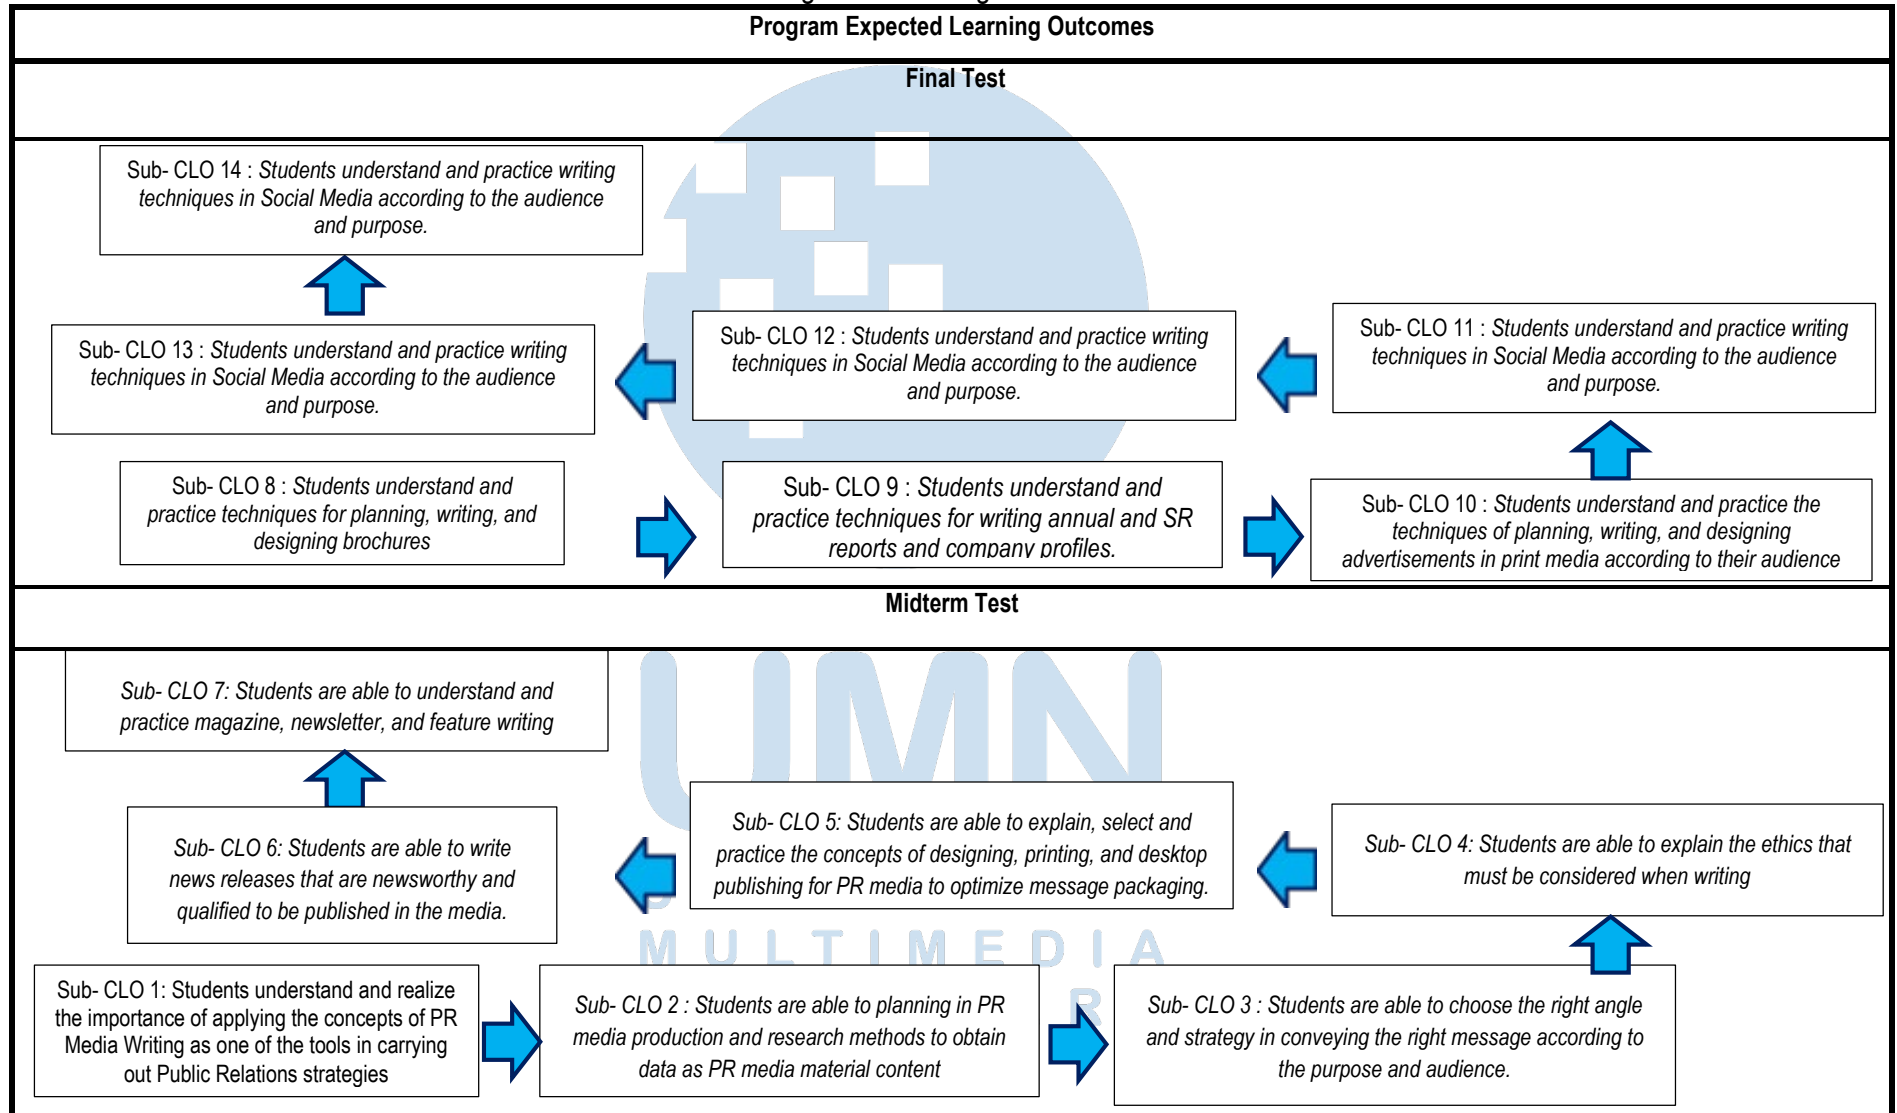 Program Expected Learning Outcomes
Final Test
Sub- CLO 14 : Students understand and practice writing
techniques in Social Media according to the audience
and purpose.
Sub- CLO 13 : Students understand and practice writing
techniques in Social Media according to the audience
and purpose.
Sub- CLO 12 : Students understand and practice writing
techniques in Social Media according to the audience
and purpose.
Sub- CLO 11 : Students understand and practice writing
techniques in Social Media according to the audience
and purpose.
Sub- CLO 8 : Students understand and
practice techniques for planning, writing, and
designing brochures
Sub- CLO 9 : Students understand and
practice techniques for writing annual and SR
reports and company profiles.
Sub- CLO 10 : Students understand and practice the
techniques of planning, writing, and designing
advertisements in print media according to their audience
Midterm Test
Sub- CLO 7: Students are able to understand and
practice magazine, newsletter, and feature writing
Sub- CLO 6: Students are able to write
news releases that are newsworthy and
qualified to be published in the media.
Sub- CLO 5: Students are able to explain, select and
practice the concepts of designing, printing, and desktop
publishing for PR media to optimize message packaging.
Sub- CLO 4: Students are able to explain the ethics that
must be considered when writing
Sub- CLO 1: Students understand and realize
the importance of applying the concepts of PR
Media Writing as one of the tools in carrying
out Public Relations strategies
Sub- CLO 2 : Students are able to planning in PR
media production and research methods to obtain
data as PR media material content
Sub- CLO 3 : Students are able to choose the right angle
and strategy in conveying the right message according to
the purpose and audience.
UMN
MULTIMEDIA